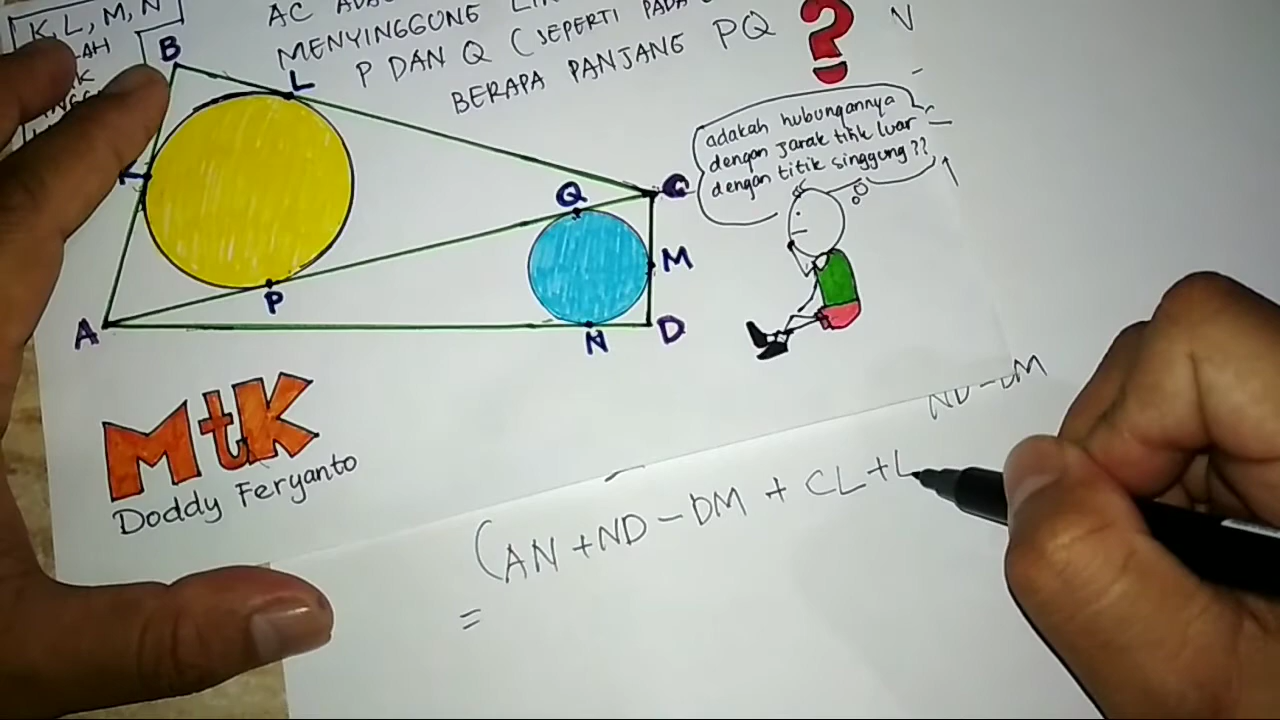 K, L, M, N
AC
MENYINGGUNG
P DAN Q (SEPERTI PADA
BERAPA PANJANG PQ ?
N
adakah hubungannya
dengan jarak titik luar
dengan titik singgung??
B
L
K
Q
C
M
P
A
N
D
MtK
Doddy Feryanto
ND-DM
(AN +ND - DM + CL+L
=